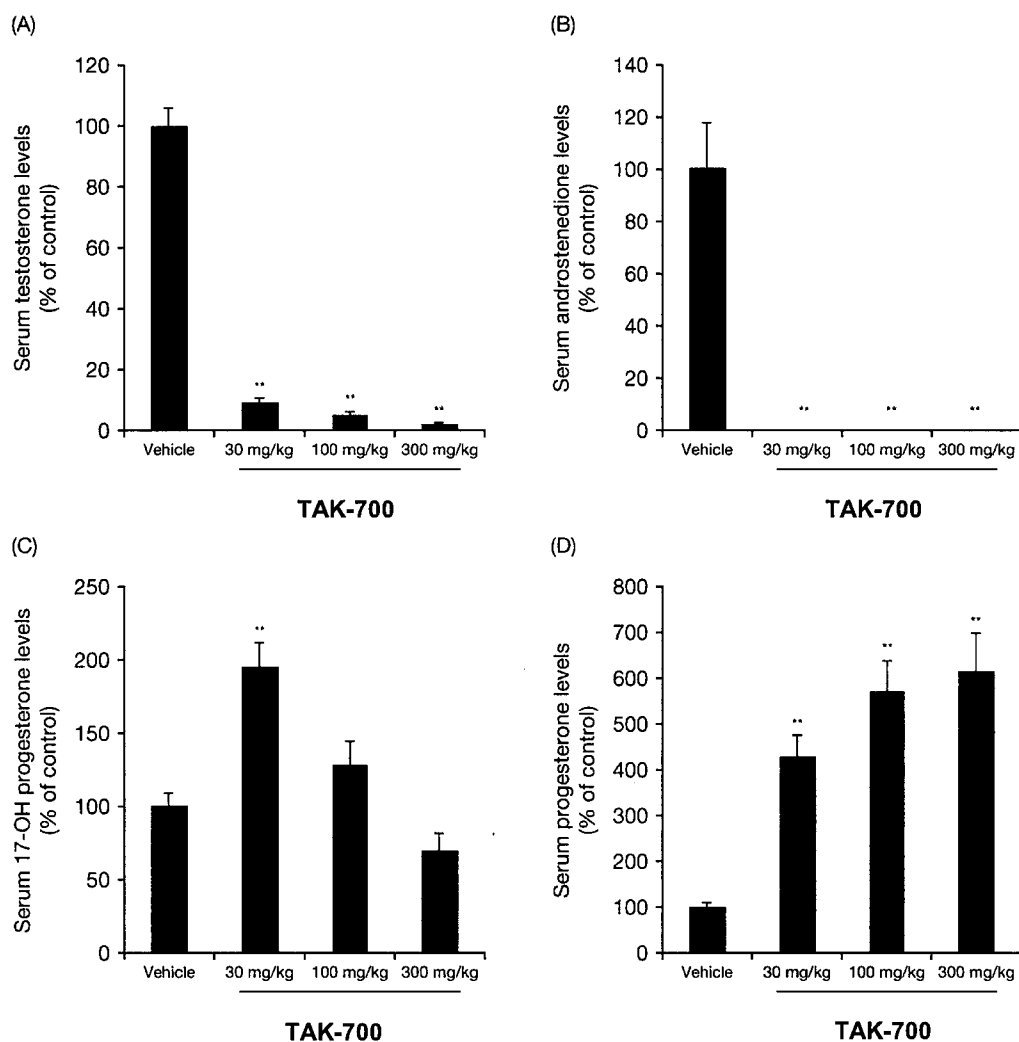 (A)
Serum testosterone levels
(% of control)
120
100
80
60
40
20
0
**
**
**
Vehicle
30 mg/kg
100 mg/kg
300 mg/kg
TAK-700
(B)
Serum androstenedione levels
(% of control)
140
120
100
80
60
40
20
0
**
**
**
Vehicle
30 mg/kg
100 mg/kg
300 mg/kg
TAK-700
(C)
Serum 17-OH progesterone levels
(% of control)
250
200
150
100
50
0
**
Vehicle
30 mg/kg
100 mg/kg
300 mg/kg
TAK-700
(D)
Serum progesterone levels
(% of control)
800
700
600
500
400
300
200
100
0
**
**
**
Vehicle
30 mg/kg
100 mg/kg
300 mg/kg
TAK-700